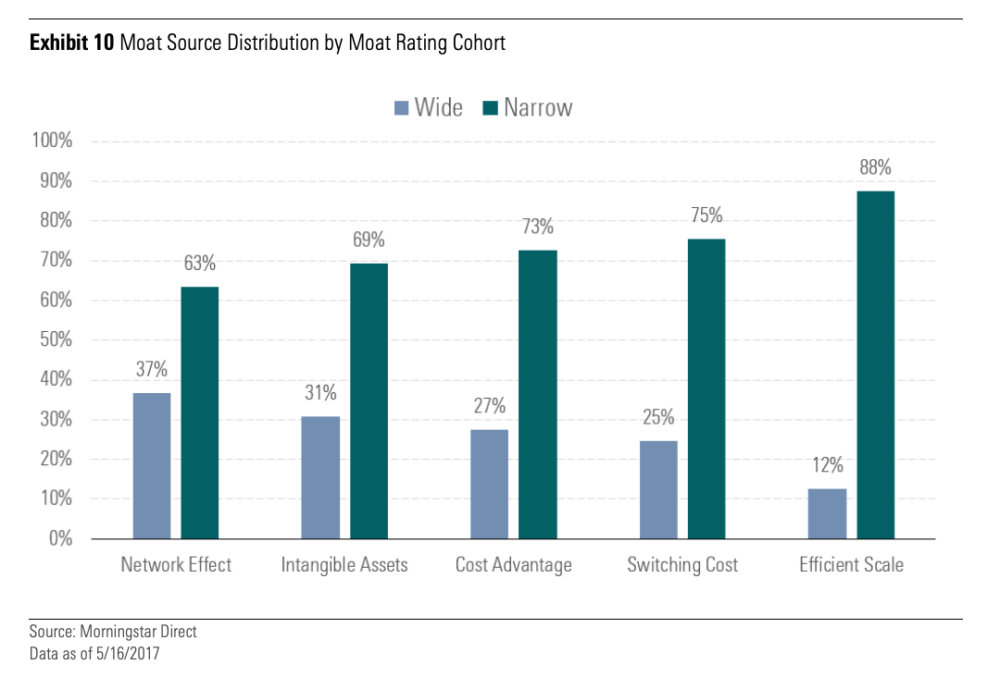 Exhibit 10 Moat Source Distribution by Moat Rating Cohort
Wide Narrow
100%
90%
80%
70%
60%
50%
40%
30%
20%
10%
0%
37%
63%
31%
69%
27%
73%
25%
75%
12%
88%
Network Effect
Intangible Assets
Cost Advantage
Switching Cost
Efficient Scale
Source: Morningstar Direct
Data as of 5/16/2017